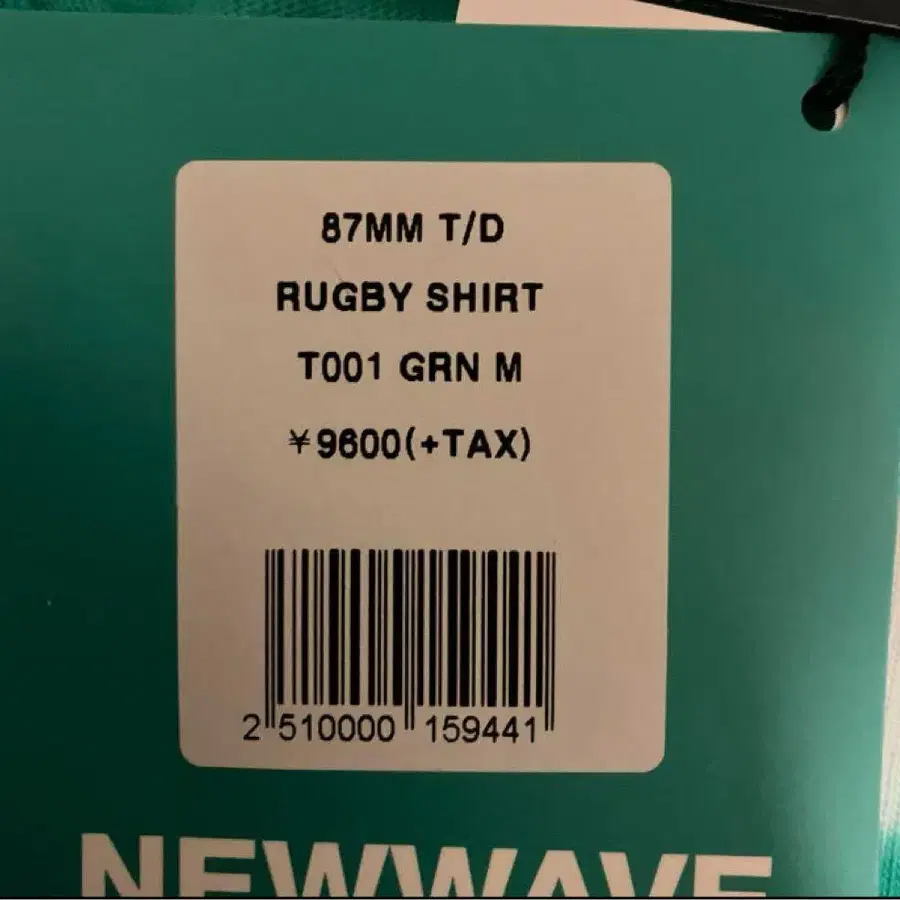 87MM T/D
RUGBY SHIRT
T001 GRN M
¥9600(+TAX)
2 510000 159441
NEWWAVE